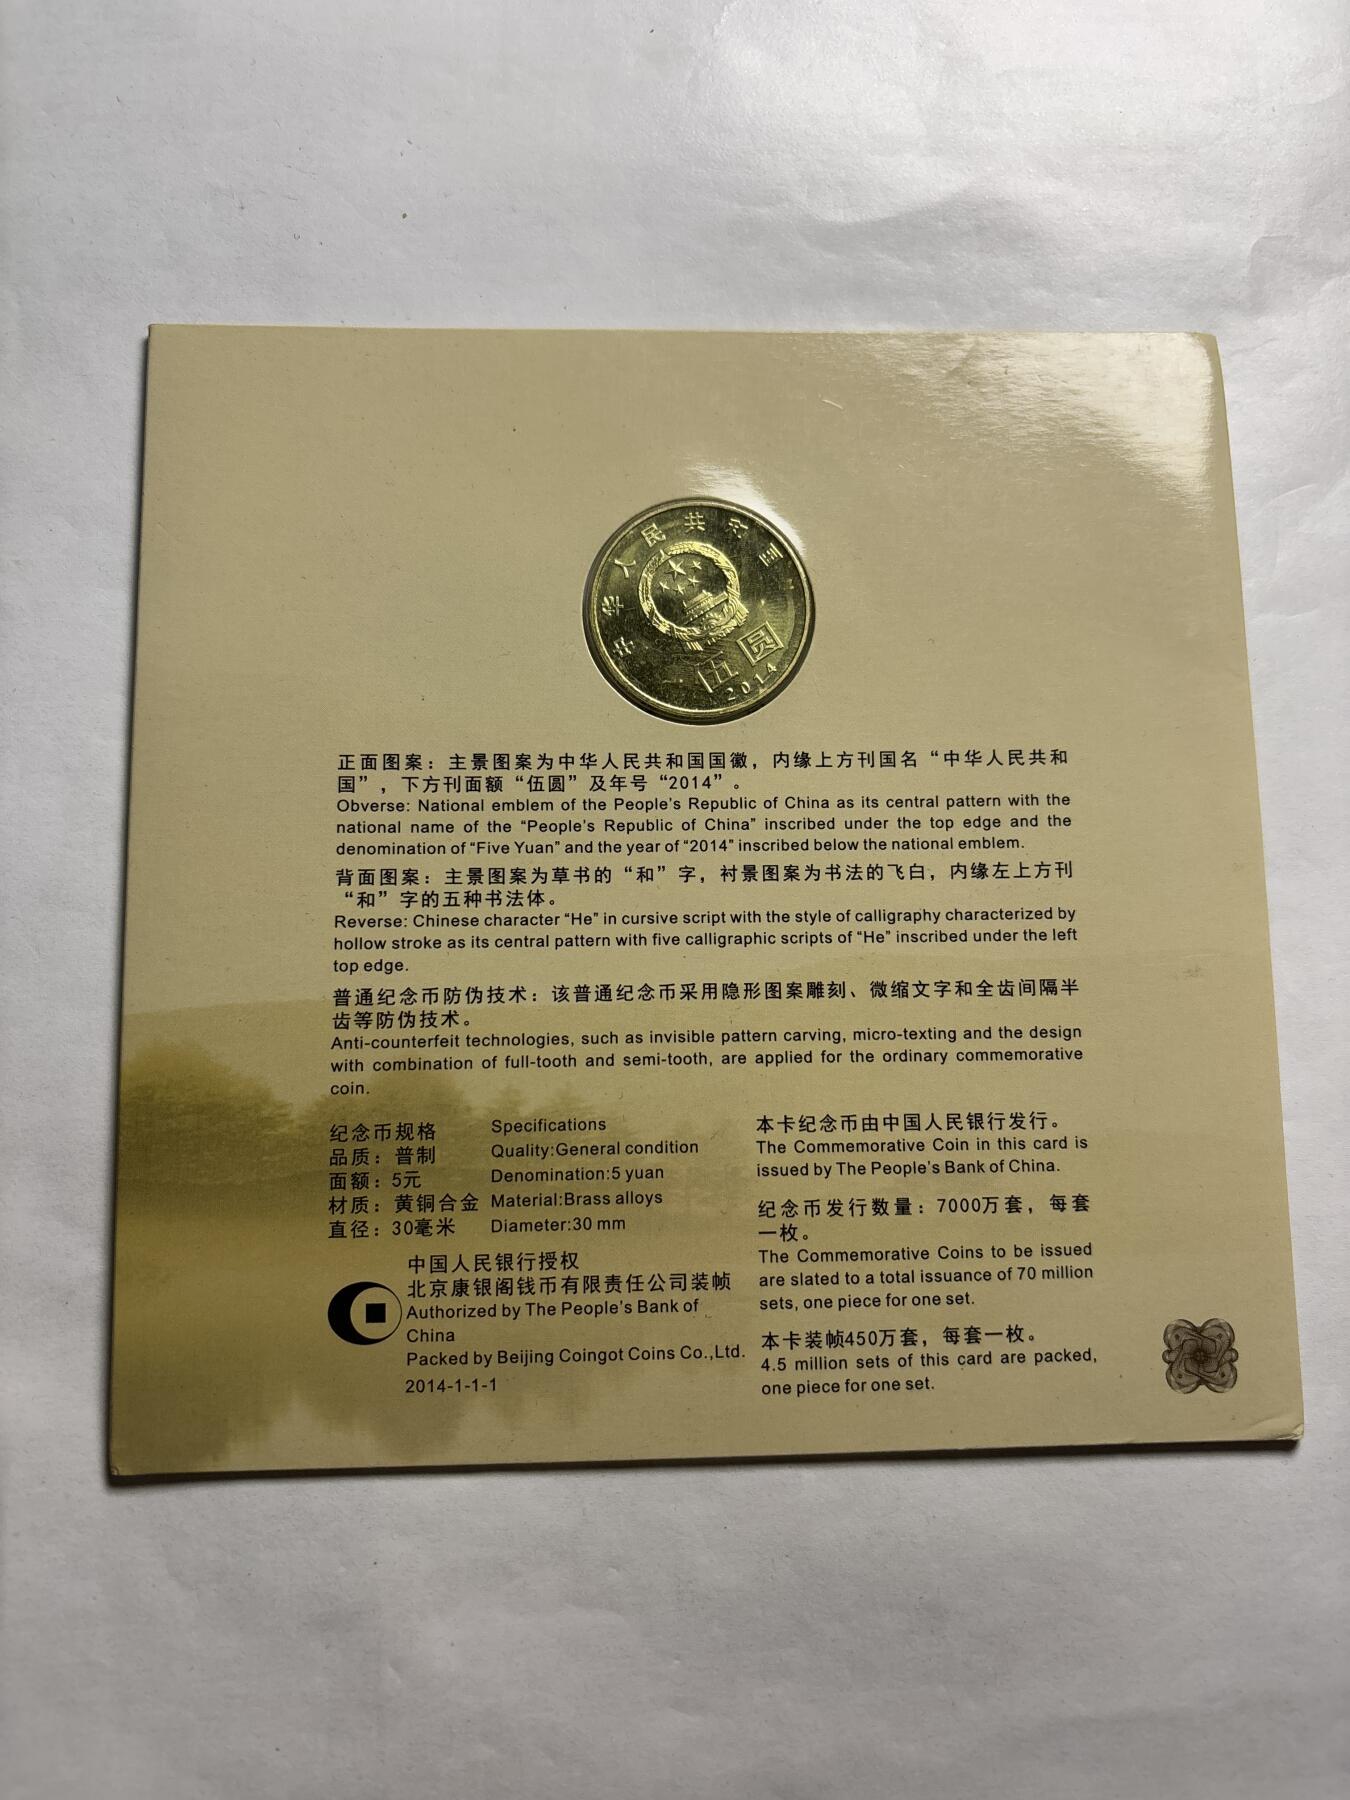 中华人民共和国
伍圆
2014
正面图案：主景图案为中华人民共和国国徽，内缘上方刊国名“中华人民共和
国”，下方刊面额“伍圆”及年号“2014”。
Obverse: National emblem of the People's Republic of China as its central pattern with the
national name of the “People's Republic of China” inscribed under the top edge and the
denomination of “Five Yuan” and the year of “2014” inscribed below the national emblem.
背面图案：主景图案为草书的“和”字，衬景图案为书法的飞白，内缘左上方刊
“和”字的五种书法体。
Reverse: Chinese character “He” in cursive script with the style of calligraphy characterized by
hollow stroke as its central pattern with five calligraphic scripts of “He” inscribed under the left
top edge.
普通纪念币防伪技术：该普通纪念币采用隐形图案雕刻、微缩文字和全齿间隔半
齿等防伪技术。
Anti-counterfeit technologies, such as invisible pattern carving, micro-texting and the design
with combination of full-tooth and semi-tooth, are applied for the ordinary commemorative
coin.
纪念币规格
品质：普制
面额：5元
材质：黄铜合金
直径：30毫米
Specifications
Quality:General condition
Denomination:5 yuan
Material:Brass alloys
Diameter:30 mm
中国人民银行授权
北京康银阁钱币有限责任公司装帧
Authorized by The People's Bank of
China
Packed by Beijing Coingot Coins Co.,Ltd.
2014-1-1-1
本卡纪念币由中国人民银行发行。
The Commemorative Coin in this card is
issued by The People's Bank of China.
纪念币发行数量：7000万套，每套
一枚。
The Commemorative Coins to be issued
are slated to a total issuance of 70 million
sets, one piece for one set.
本卡装帧450万套，每套一枚。
4.5 million sets of this card are packed,
one piece for one set.